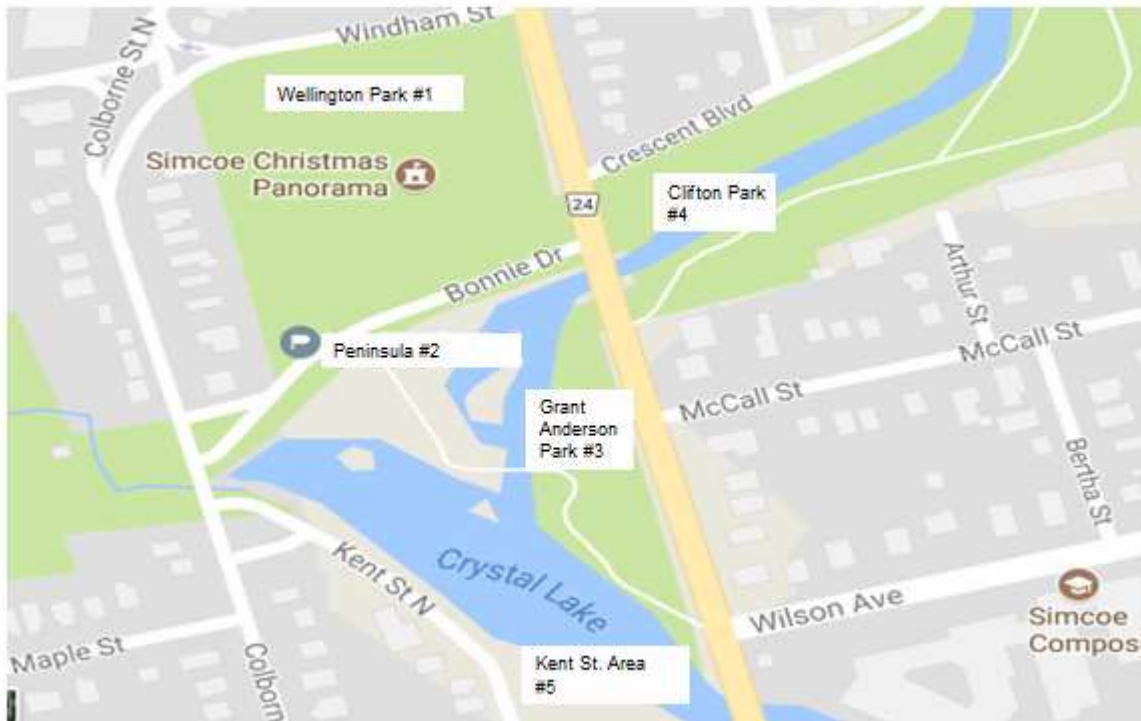 Windham St
Colborne St N
Wellington Park #1
Simcoe Christmas
Panorama
Crescent Blvd
24
Clifton Park
#4
Bonnie Dr
Arthur St
McCall St
Peninsula #2
McCall St
Grant
Anderson
Park #3
Bertha St
Crystal Lake
Kent St N
Wilson Ave
Simcoe
Compos
Maple St
Colborn
Kent St. Area
#5